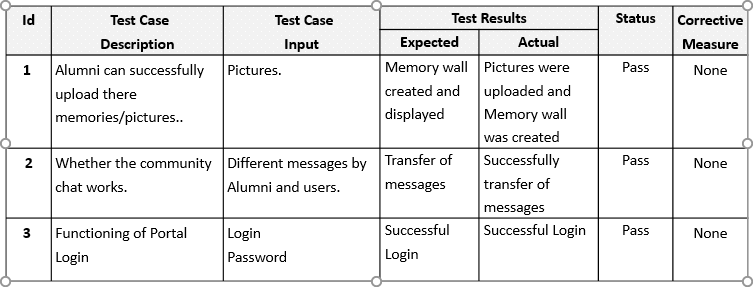 Id
Test Case
Description
Test Case
Input
Test Results
Expected
Actual
Status
Corrective
Measure
1
Alumni can successfully
upload there
memories/pictures..
Pictures.
Memory wall
created and
displayed
Pictures were
uploaded and
Memory wall
was created
Pass
None
2
Whether the community
chat works.
Different messages by
Alumni and users.
Transfer of
messages
Successfully
transfer of
messages
Pass
None
3
Functioning of Portal
Login
Login
Password
Successful
Login
Successful Login
Pass
None